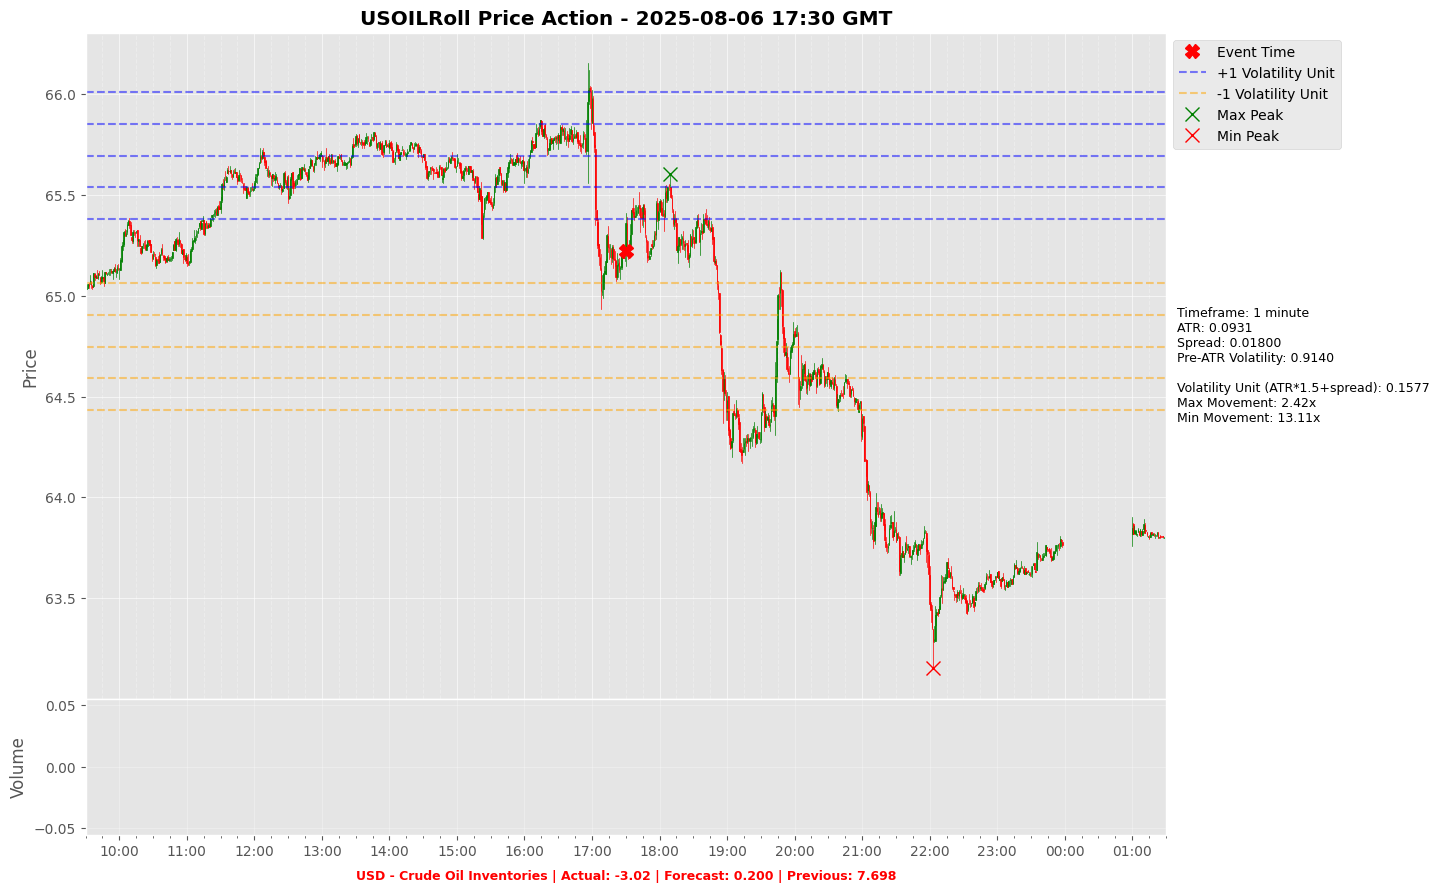 USOILRoll Price Action - 2025-08-06 17:30 GMT
Event Time
+1 Volatility Unit
-1 Volatility Unit
Max Peak
Min Peak
Price
66.0
65.5
65.0
64.5
64.0
63.5
Timeframe: 1 minute
ATR: 0.0931
Spread: 0.01800
Pre-ATR Volatility: 0.9140
Volatility Unit (ATR*1.5+spread): 0.1577
Max Movement: 2.42x
Min Movement: 13.11x
Volume
0.05
0.00
−0.05
10:00 11:00 12:00 13:00 14:00 15:00 16:00 17:00 18:00 19:00 20:00 21:00 22:00 23:00 00:00 01:00
USD - Crude Oil Inventories | Actual: -3.02 | Forecast: 0.200 | Previous: 7.698